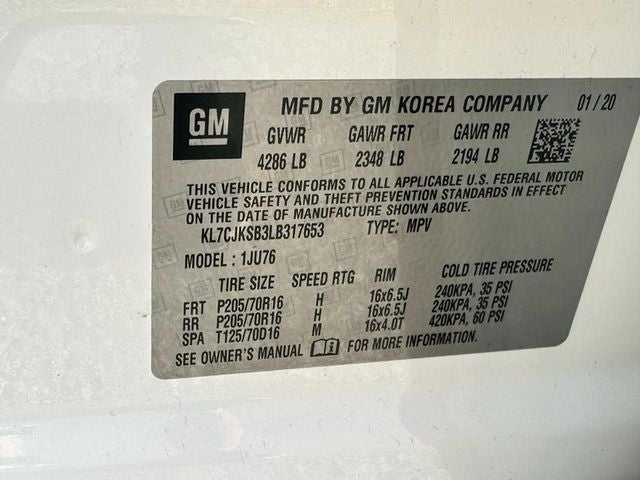 GM MFD BY GM KOREA COMPANY 01/20
GVWR GAWR FRT GAWR RR
4286 LB 2348 LB 2194 LB
THIS VEHICLE CONFORMS TO ALL APPLICABLE U.S. FEDERAL MOTOR
VEHICLE SAFETY AND THEFT PREVENTION STANDARDS IN EFFECT
ON THE DATE OF MANUFACTURE SHOWN ABOVE.
KL7CJKSB3LB317653 TYPE: MPV
MODEL: 1JU76
TIRE SIZE SPEED RTG RIM COLD TIRE PRESSURE
FRT P205/70R16 H 16x6.5J 240KPA, 35 PSI
RR P205/70R16 H 16x6.5J 240KPA, 35 PSI
SPA T125/70D16 M 16x4.0T 420KPA, 60 PSI
SEE OWNER'S MANUAL FOR MORE INFORMATION.